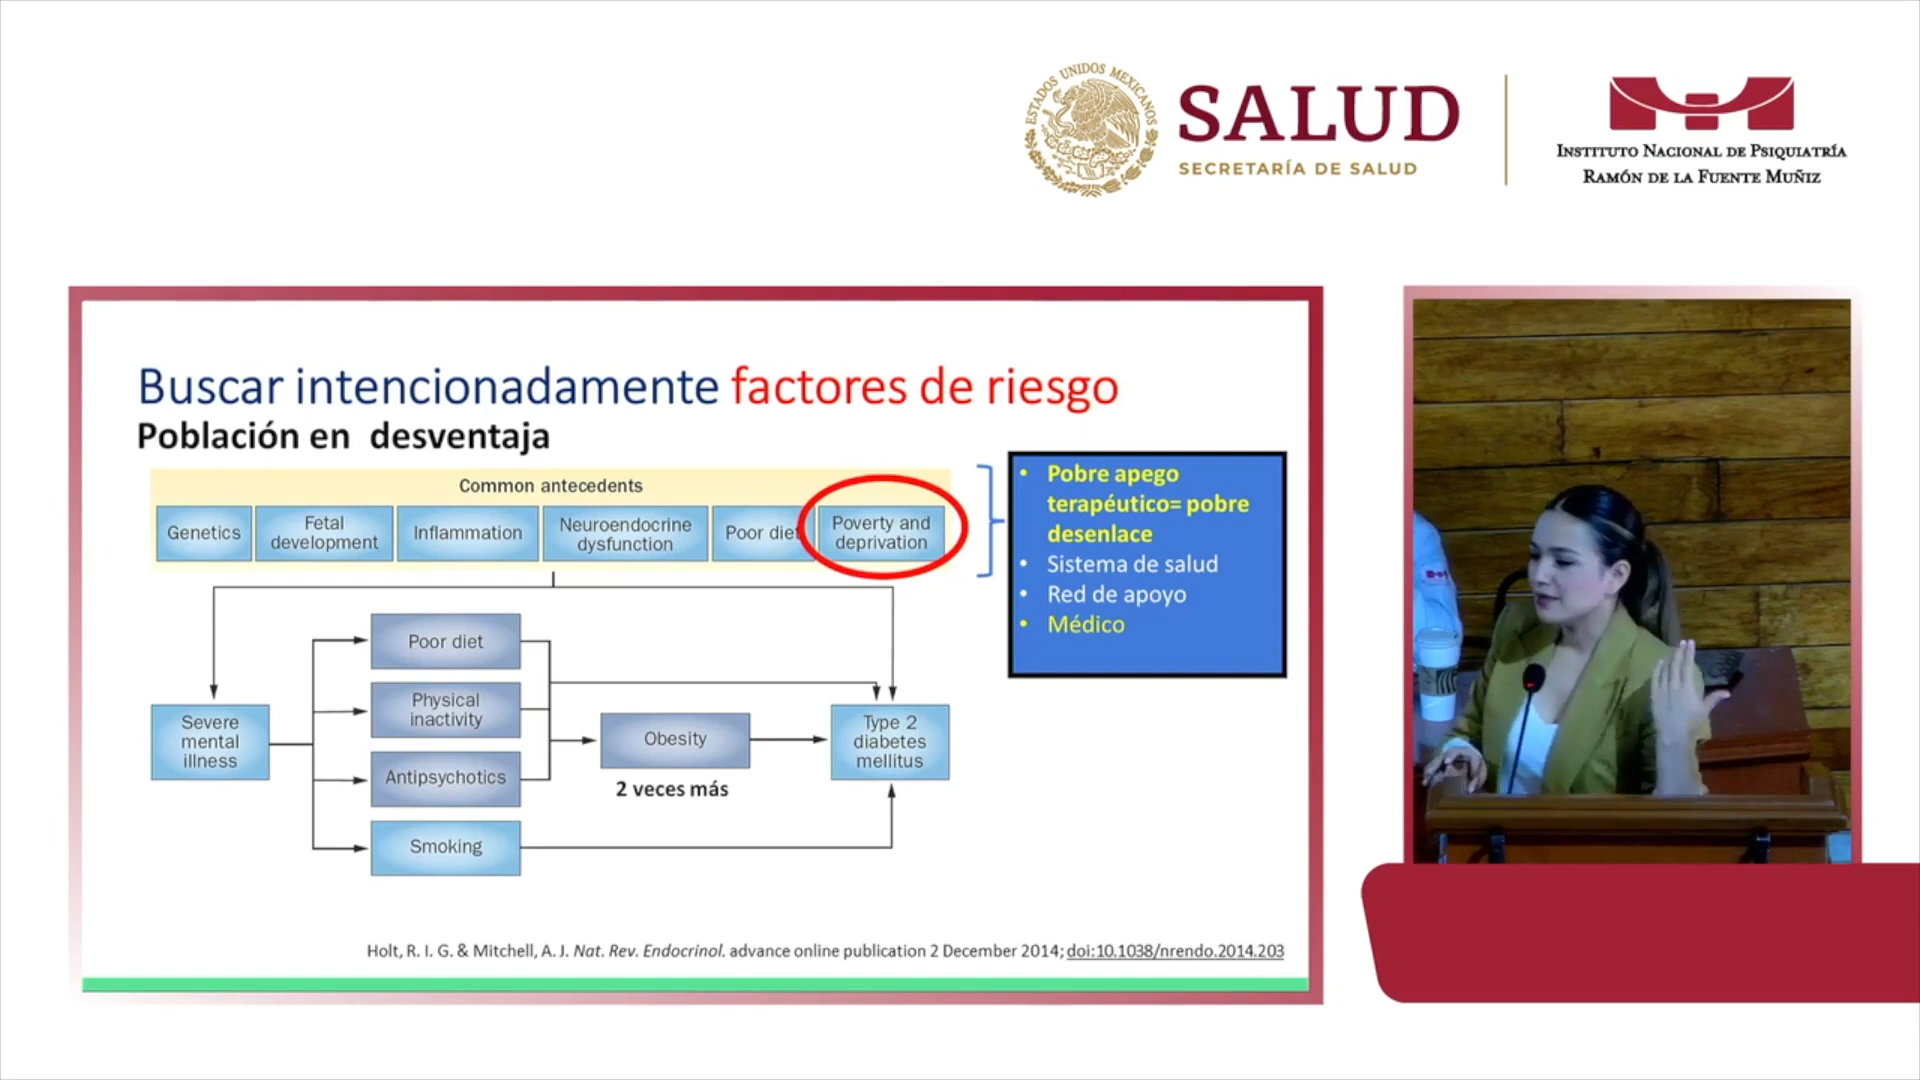 ESTADOS UNIDOS MEXICANOS
SALUD
SECRETARÍA DE SALUD
INSTITUTO NACIONAL DE PSIQUIATRÍA
RAMÓN DE LA FUENTE MUÑIZ
Buscar intencionadamente factores de riesgo
Población en desventaja
Common antecedents
Genetics
Fetal
development
Inflammation
Neuroendocrine
dysfunction
Poor diet
Poverty and
deprivation
• Pobre apego
terapéutico= pobre
desenlace
• Sistema de salud
• Red de apoyo
• Médico
Severe
mental
illness
Poor diet
Physical
inactivity
Antipsychotics
Smoking
Obesity
2 veces más
Type 2
diabetes
mellitus
Holt, R. I. G. & Mitchell, A. J. Nat. Rev. Endocrinol. advance online publication 2 December 2014; doi:10.1038/nrendo.2014.203